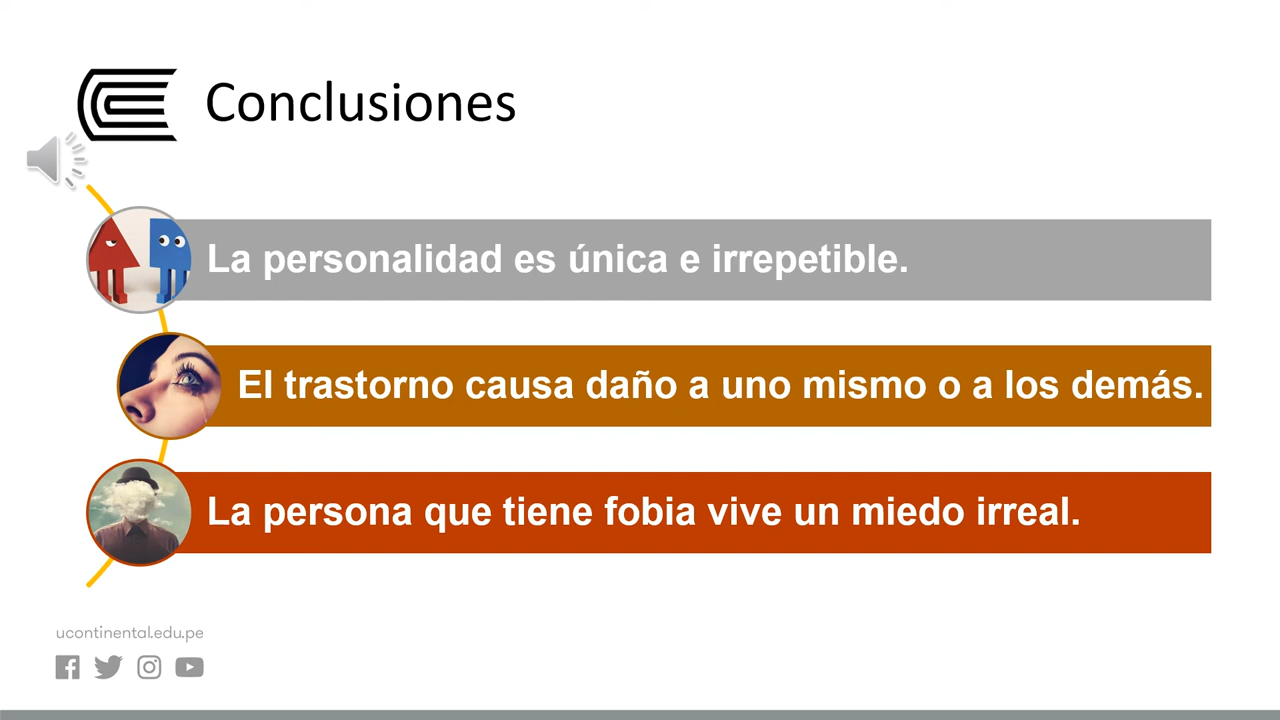 Conclusiones
La personalidad es única e irrepetible.
El trastorno causa daño a uno mismo o a los demás.
La persona que tiene fobia vive un miedo irreal.
ucontinental.edu.pe